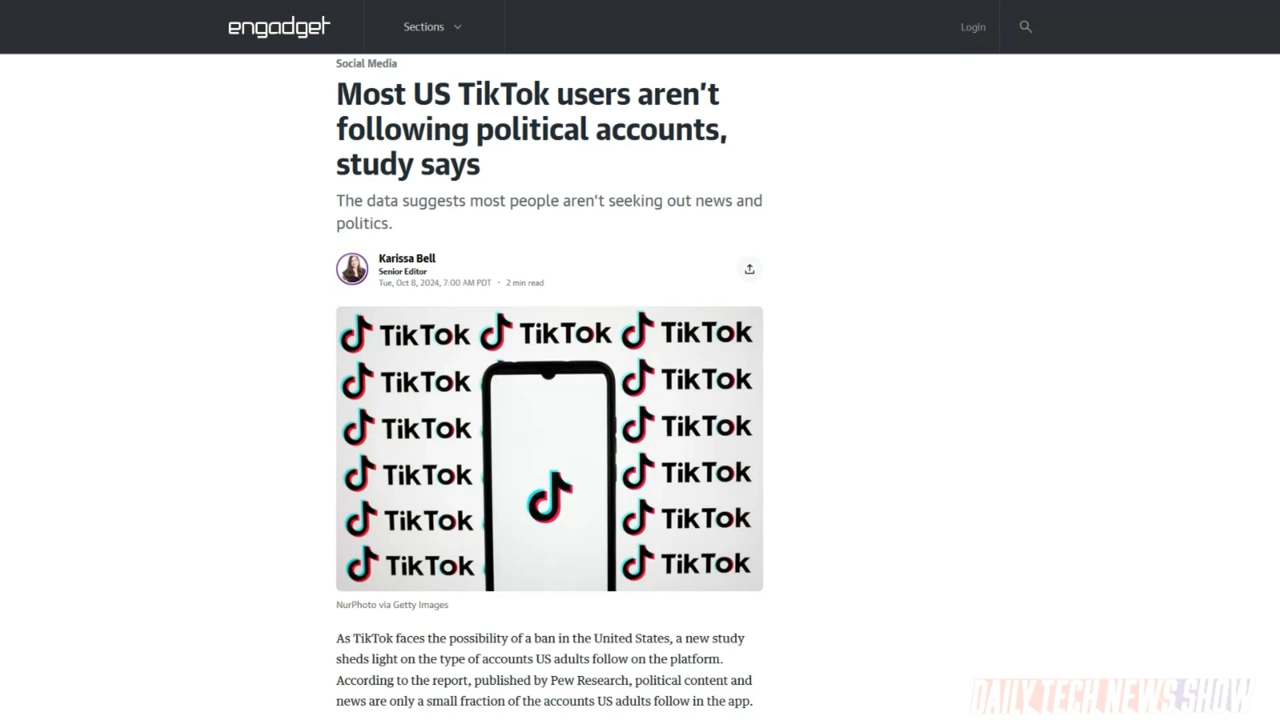 engadget
Sections
Login
Social Media
Most US TikTok users aren't
following political accounts,
study says
The data suggests most people aren't seeking out news and
politics.
Karissa Bell
Senior Editor
Tue, Oct 8, 2024, 7:00 AM PDT · 2 min read
TikTok TikTok TikTok
TikTok TikTok
TikTok TikTok
TikTok TikTok
TikTok TikTok
TikTok TikTok
NurPhoto via Getty Images
As TikTok faces the possibility of a ban in the United States, a new study
sheds light on the type of accounts US adults follow on the platform.
According to the report, published by Pew Research, political content and
news are only a small fraction of the accounts US adults follow in the app.
DAILY TECH NEWS SHOW